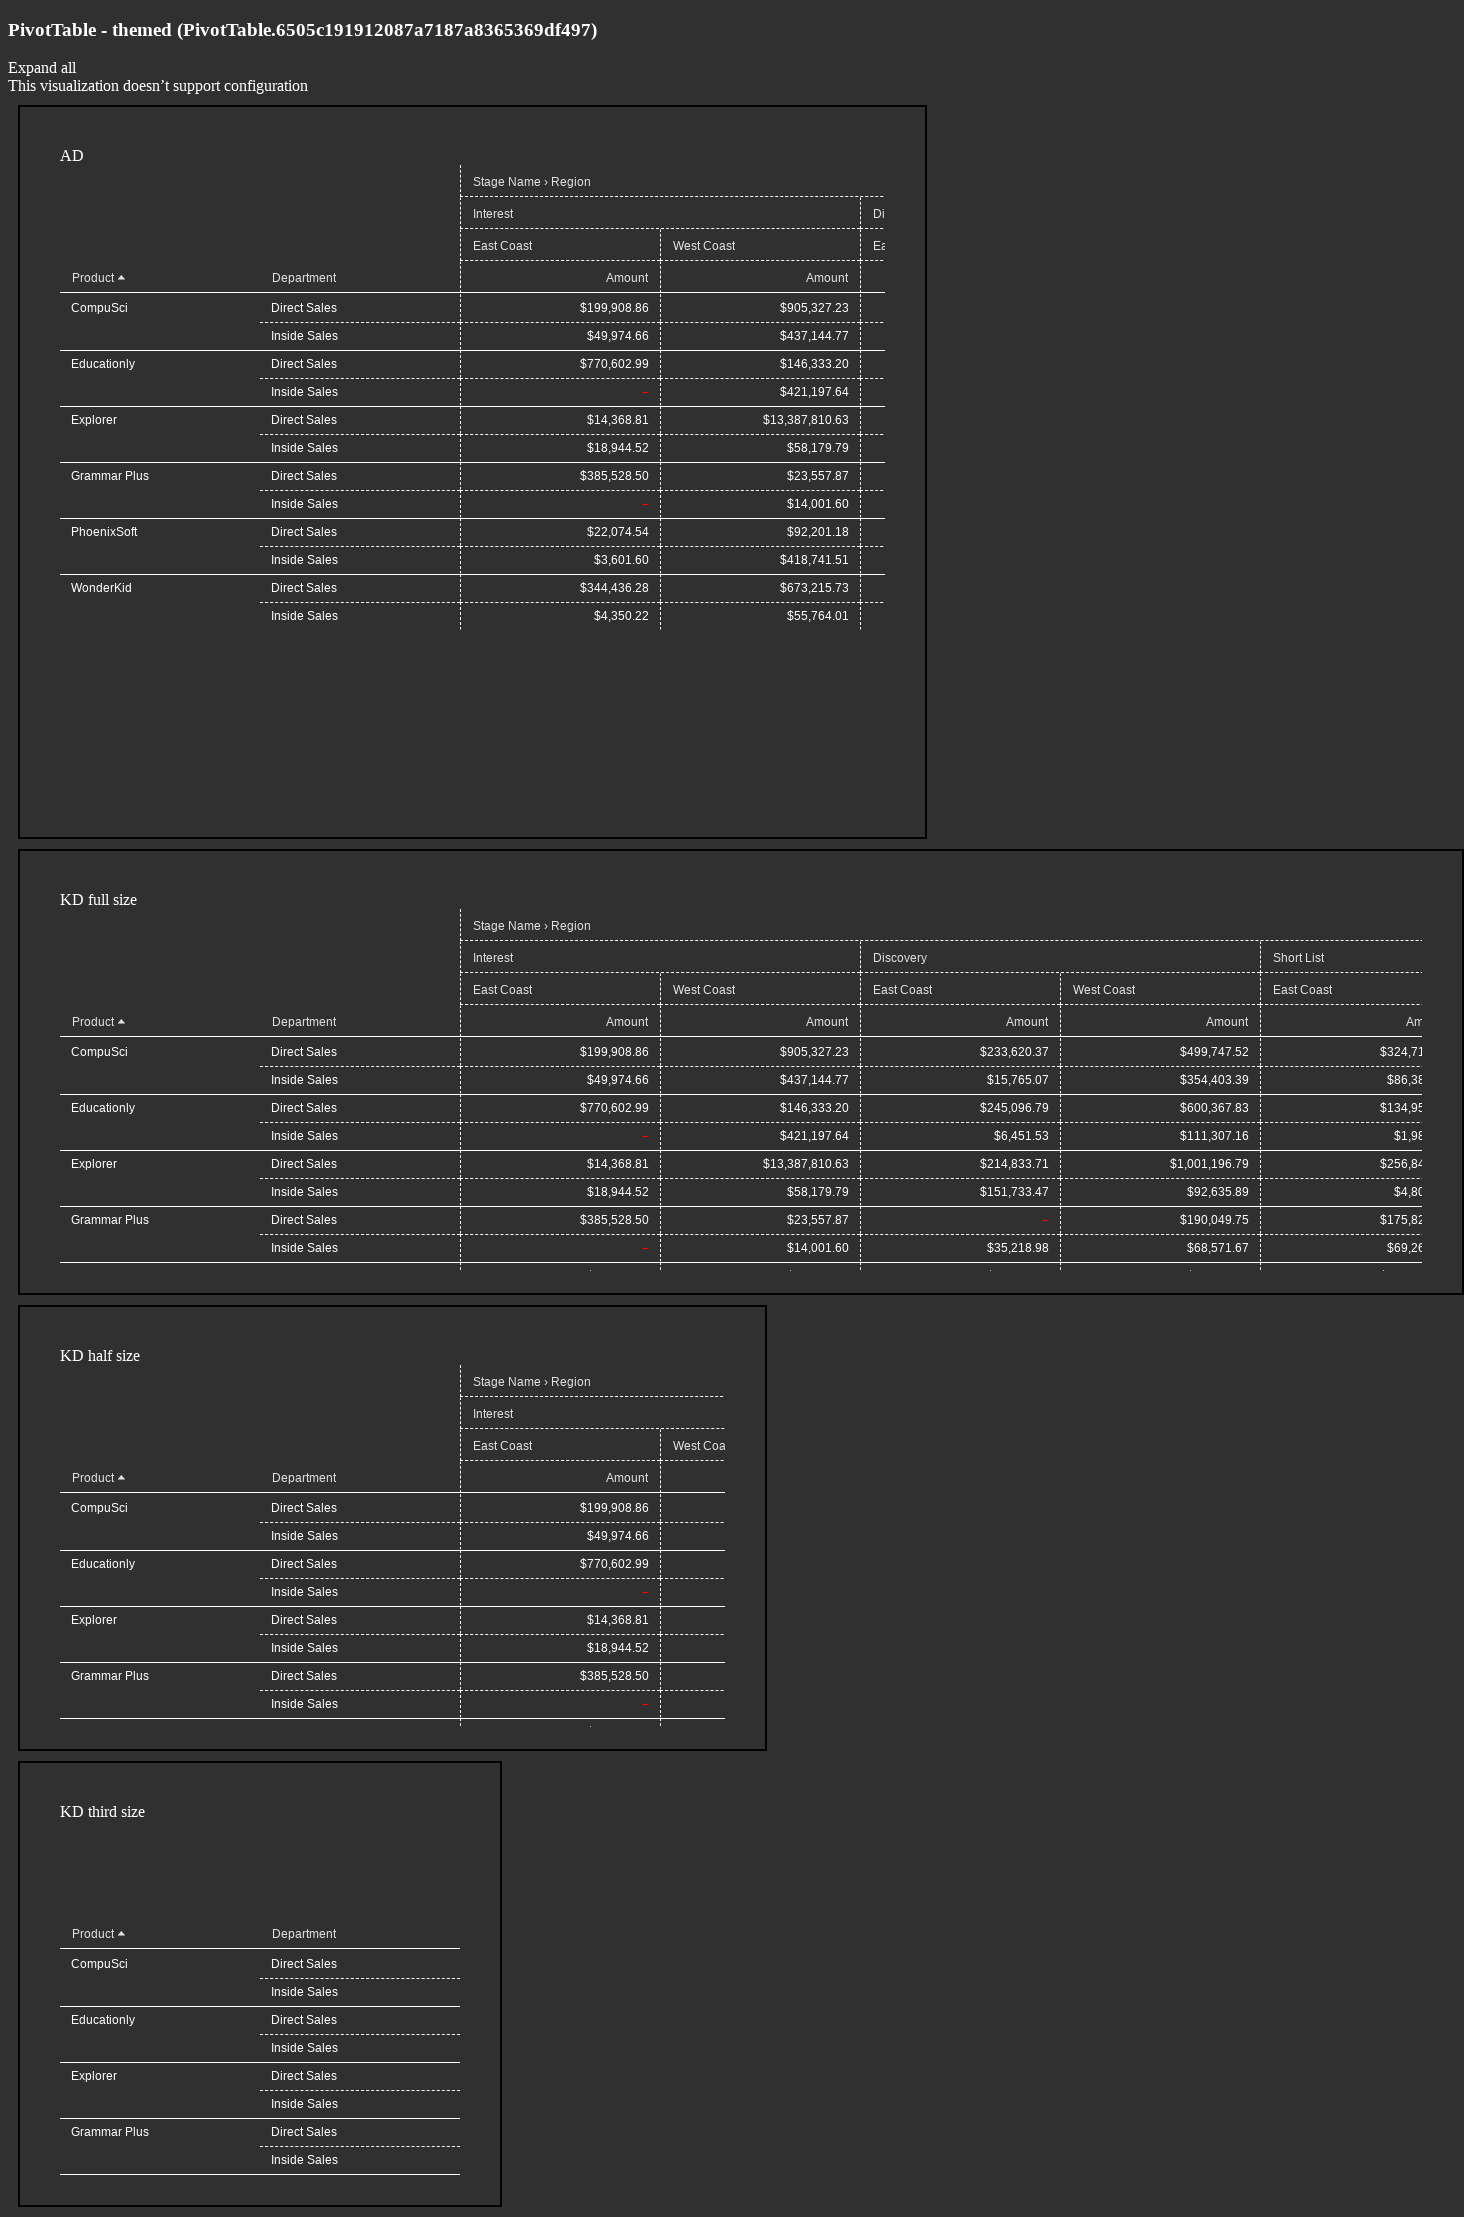 PivotTable - themed (PivotTable.6505c191912087a7187a8365369df497)
Expand all
This visualization doesn’t support configuration
AD
Stage Name › Region
Interest Di
East Coast West Coast Ea
Product Department Amount Amount
CompuSci Direct Sales $199,908.86 $905,327.23
Inside Sales $49,974.66 $437,144.77
Educationly Direct Sales $770,602.99 $146,333.20
Inside Sales – $421,197.64
Explorer Direct Sales $14,368.81 $13,387,810.63
Inside Sales $18,944.52 $58,179.79
Grammar Plus Direct Sales $385,528.50 $23,557.87
Inside Sales – $14,001.60
PhoenixSoft Direct Sales $22,074.54 $92,201.18
Inside Sales $3,601.60 $418,741.51
WonderKid Direct Sales $344,436.28 $673,215.73
Inside Sales $4,350.22 $55,764.01
KD full size
Stage Name › Region
Interest Discovery Short List
East Coast West Coast East Coast West Coast East Coast
Product Department Amount Amount Amount Amount Am
CompuSci Direct Sales $199,908.86 $905,327.23 $233,620.37 $499,747.52 $324,71
Inside Sales $49,974.66 $437,144.77 $15,765.07 $354,403.39 $86,38
Educationly Direct Sales $770,602.99 $146,333.20 $245,096.79 $600,367.83 $134,95
Inside Sales – $421,197.64 $6,451.53 $111,307.16 $1,98
Explorer Direct Sales $14,368.81 $13,387,810.63 $214,833.71 $1,001,196.79 $256,84
Inside Sales $18,944.52 $58,179.79 $151,733.47 $92,635.89 $4,80
Grammar Plus Direct Sales $385,528.50 $23,557.87 – $190,049.75 $175,82
Inside Sales – $14,001.60 $35,218.98 $68,571.67 $69,26
KD half size
Stage Name › Region
Interest
East Coast West Coa
Product Department Amount
CompuSci Direct Sales $199,908.86
Inside Sales $49,974.66
Educationly Direct Sales $770,602.99
Inside Sales –
Explorer Direct Sales $14,368.81
Inside Sales $18,944.52
Grammar Plus Direct Sales $385,528.50
Inside Sales –
KD third size
Product Department
CompuSci Direct Sales
Inside Sales
Educationly Direct Sales
Inside Sales
Explorer Direct Sales
Inside Sales
Grammar Plus Direct Sales
Inside Sales